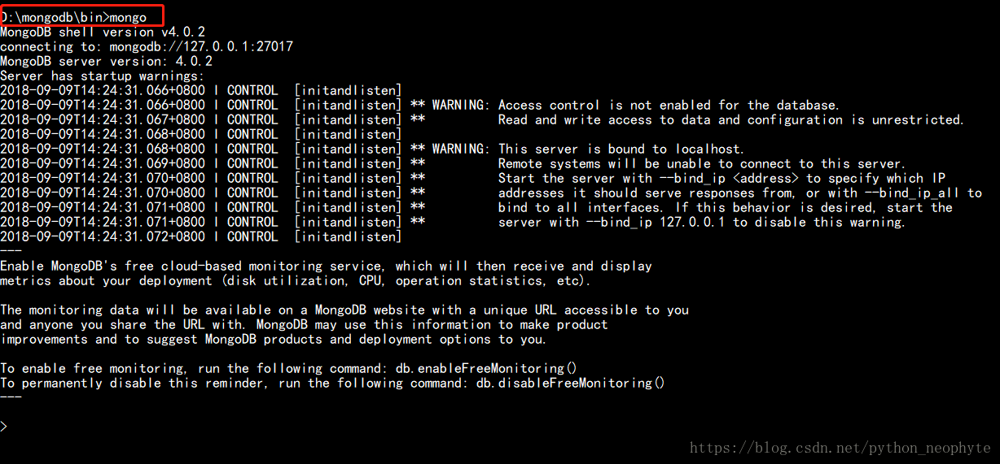 D:\mongodb\bin>mongo
MongoDB shell version v4.0.2
connecting to: mongodb://127.0.0.1:27017
MongoDB server version: 4.0.2
Server has startup warnings:
2018-09-09T14:24:31.066+0800 I CONTROL  [initandlisten]
2018-09-09T14:24:31.066+0800 I CONTROL  [initandlisten] ** WARNING: Access control is not enabled for the database.
2018-09-09T14:24:31.067+0800 I CONTROL  [initandlisten] **          Read and write access to data and configuration is unrestricted.
2018-09-09T14:24:31.068+0800 I CONTROL  [initandlisten]
2018-09-09T14:24:31.068+0800 I CONTROL  [initandlisten] ** WARNING: This server is bound to localhost.
2018-09-09T14:24:31.069+0800 I CONTROL  [initandlisten] **          Remote systems will be unable to connect to this server.
2018-09-09T14:24:31.070+0800 I CONTROL  [initandlisten] **          Start the server with --bind_ip <address> to specify which IP
2018-09-09T14:24:31.070+0800 I CONTROL  [initandlisten] **          addresses it should serve responses from, or with --bind_ip_all to
2018-09-09T14:24:31.071+0800 I CONTROL  [initandlisten] **          bind to all interfaces. If this behavior is desired, start the
2018-09-09T14:24:31.071+0800 I CONTROL  [initandlisten] **          server with --bind_ip 127.0.0.1 to disable this warning.
2018-09-09T14:24:31.072+0800 I CONTROL  [initandlisten]
---
Enable MongoDB's free cloud-based monitoring service, which will then receive and display
metrics about your deployment (disk utilization, CPU, operation statistics, etc).
The monitoring data will be available on a MongoDB website with a unique URL accessible to you
and anyone you share the URL with. MongoDB may use this information to make product
improvements and to suggest MongoDB products and deployment options to you.
To enable free monitoring, run the following command: db.enableFreeMonitoring()
To permanently disable this reminder, run the following command: db.disableFreeMonitoring()
---
>
https://blog.csdn.net/python_neophyte